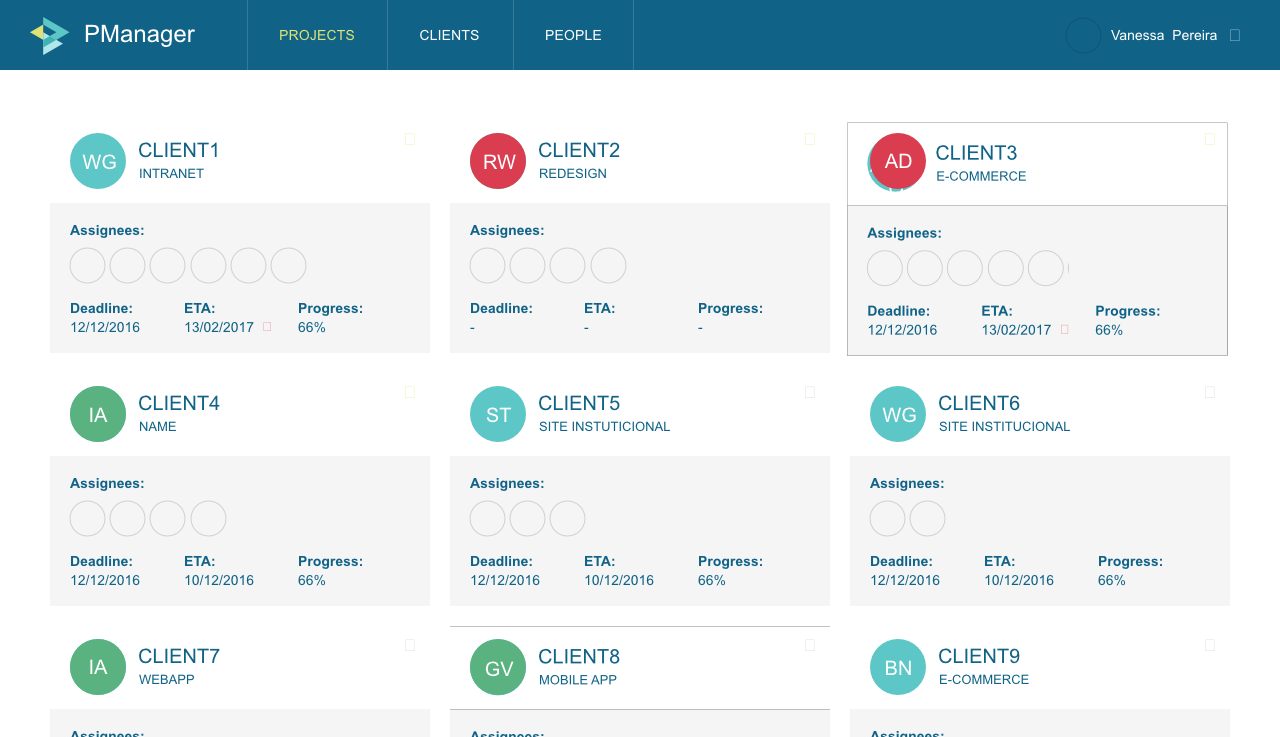 PManager
PROJECTS
CLIENTS
PEOPLE
Vanessa Pereira
WG
CLIENT1
INTRANET
Assignees:
Deadline: ETA: Progress:
12/12/2016 13/02/2017 66%
RW
CLIENT2
REDESIGN
Assignees:
Deadline: ETA: Progress:
- - -
AD
CLIENT3
E-COMMERCE
Assignees:
Deadline: ETA: Progress:
12/12/2016 13/02/2017 66%
IA
CLIENT4
NAME
Assignees:
Deadline: ETA: Progress:
12/12/2016 10/12/2016 66%
ST
CLIENT5
SITE INSTUTICIONAL
Assignees:
Deadline: ETA: Progress:
12/12/2016 10/12/2016 66%
WG
CLIENT6
SITE INSTITUCIONAL
Assignees:
Deadline: ETA: Progress:
12/12/2016 10/12/2016 66%
IA
CLIENT7
WEBAPP
Assignees:
GV
CLIENT8
MOBILE APP
Assignees:
BN
CLIENT9
E-COMMERCE
Assignees: